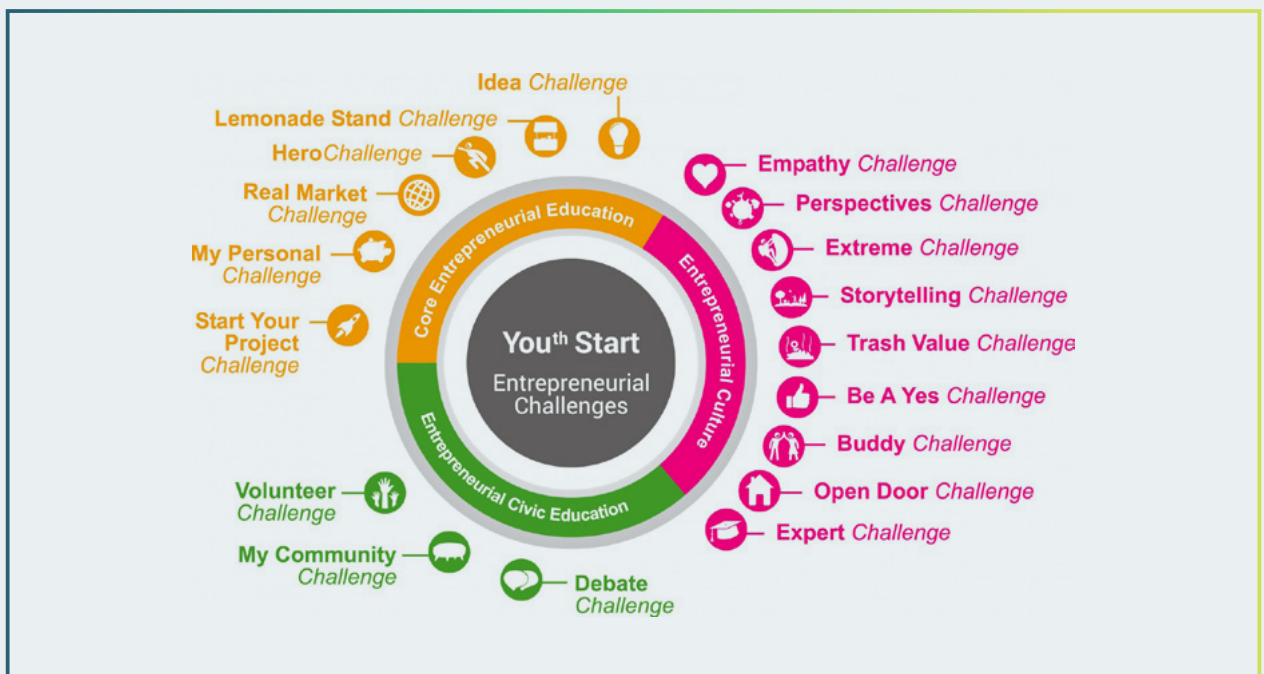 Idea Challenge
Lemonade Stand Challenge
HeroChallenge
Real Market
Challenge
My Personal
Challenge
Start Your
Project
Challenge
Empathy Challenge
Perspectives Challenge
Extreme Challenge
Storytelling Challenge
Trash Value Challenge
Be A Yes Challenge
Buddy Challenge
Open Door Challenge
Expert Challenge
Core Entrepreneurial Education
Entrepreneurial Culture
Entrepreneurial Civic Education
Youth Start
Entrepreneurial
Challenges
Volunteer
Challenge
My Community
Challenge
Debate
Challenge